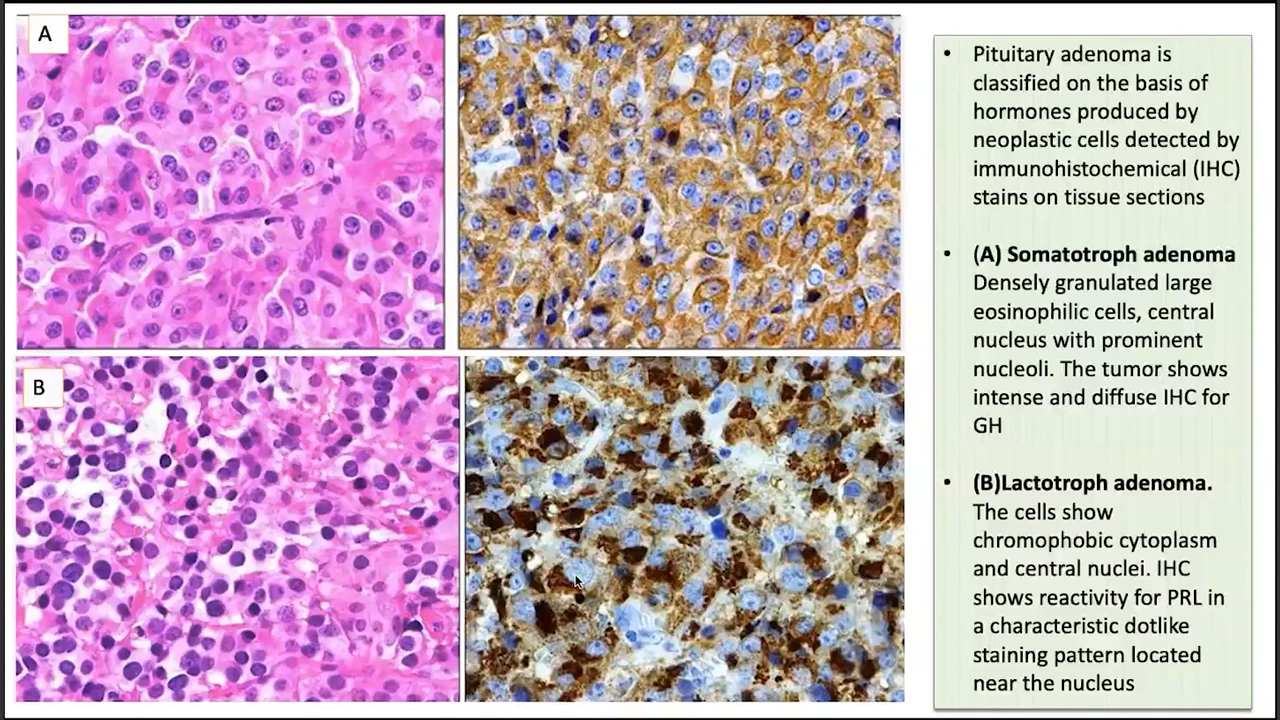 A
B
• Pituitary adenoma is
classified on the basis of
hormones produced by
neoplastic cells detected by
immunohistochemical (IHC)
stains on tissue sections
• (A) Somatotroph adenoma
Densely granulated large
eosinophilic cells, central
nucleus with prominent
nucleoli. The tumor shows
intense and diffuse IHC for
GH
• (B)Lactotroph adenoma.
The cells show
chromophobic cytoplasm
and central nuclei. IHC
shows reactivity for PRL in
a characteristic dotlike
staining pattern located
near the nucleus